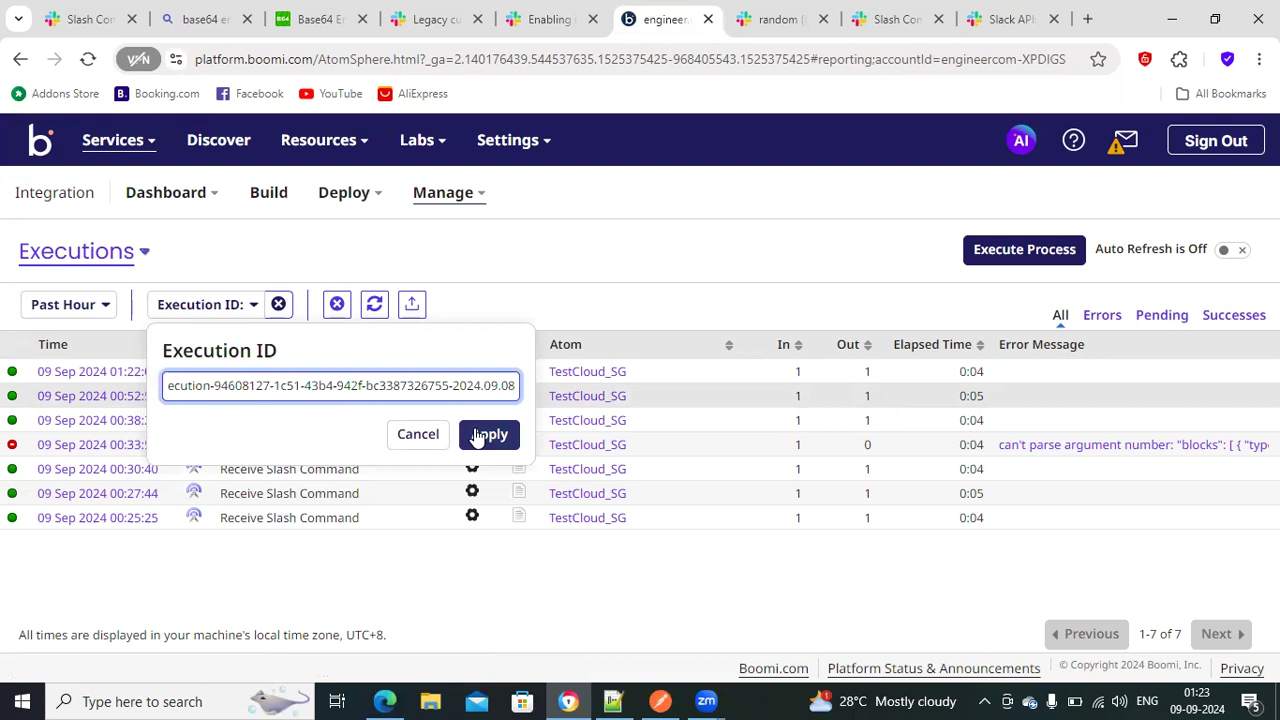 Slash Com
base64 er
B64
Base64 E
Legacy cu
Enabling
engineer.
random (
Slash Com
Slack API:
V/N
platform.boomi.com/AtomSphere.html?_ga=2.140176439.544537635.1525375425-968405543.1525375425#reporting;accountId=engineercom-XPDIGS
Addons Store
B. Booking.com
Facebook
YouTube
AliExpress
All Bookmarks
b Services Discover Resources Labs Settings
AI ? Sign Out
Integration Dashboard Build Deploy Manage
Executions
Execute Process
Auto Refresh is Off
Past Hour
Execution ID:
All Errors Pending Successes
Time Atom In Out Elapsed Time Error Message
Execution ID
ecution-94608127-1c51-43b4-942f-bc3387326755-2024.09.08
Cancel
09 Sep 2024 01:22: TestCloud_SG 1 1 0:04
09 Sep 2024 00:52: TestCloud_SG 1 1 0:05
09 Sep 2024 00:38: TestCloud_SG 1 1 0:04
09 Sep 2024 00:33: TestCloud_SG 1 0 0:04 can't parse argument number: "blocks": [ { "type
09 Sep 2024 00:30:40 Receive Slash Command TestCloud_SG 1 1 0:04
09 Sep 2024 00:27:44 Receive Slash Command TestCloud_SG 1 1 0:05
09 Sep 2024 00:25:25 Receive Slash Command TestCloud_SG 1 1 0:04
All times are displayed in your machine's local time zone, UTC+8.
Previous 1-7 of 7 Next
Boomi.com Platform Status & Announcements © Copyright 2024 Boomi, Inc. Privacy
Type here to search
zm
1 28°C Mostly cloudy
ENG
01:23
09-09-2024
5